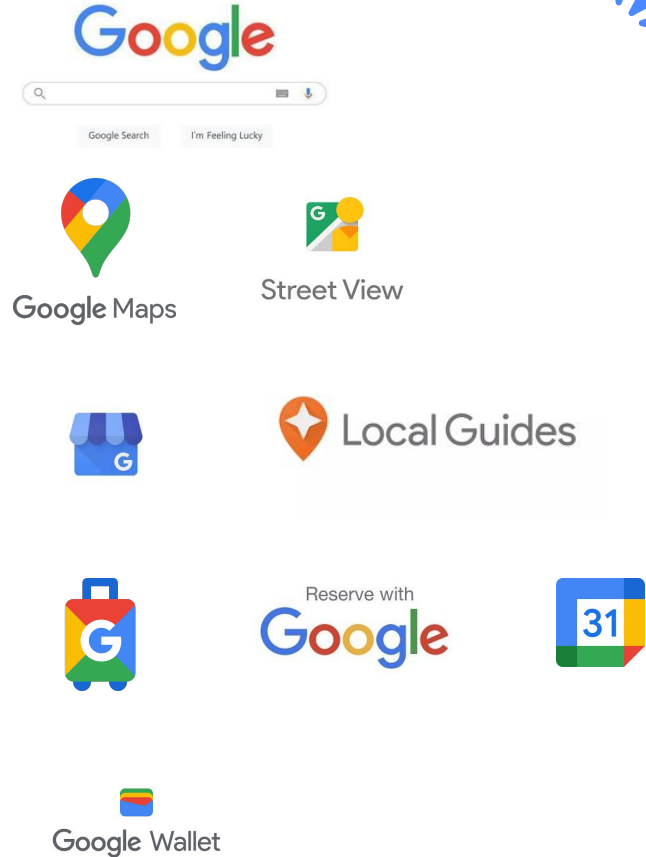 Google
Google Search I'm Feeling Lucky
G
Google Maps
Street View
G
Local Guides
G
Reserve with
Google
31
Google Wallet